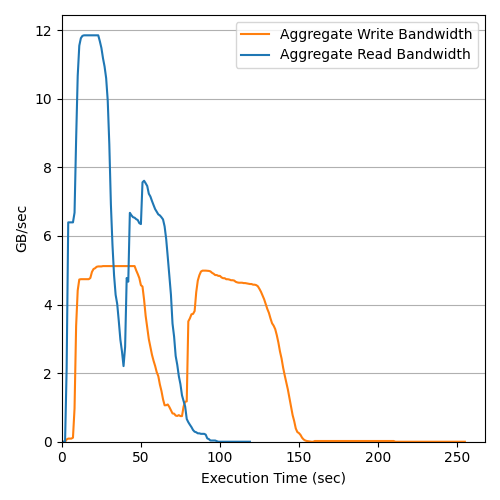 Aggregate Write Bandwidth
Aggregate Read Bandwidth
12
10
8
6
4
2
0
GB/sec
0 50 100 150 200 250
Execution Time (sec)